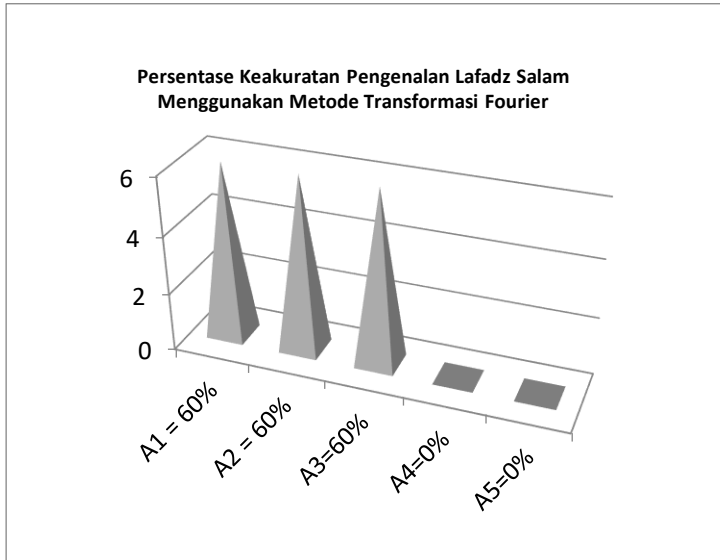 Persentase Keakuratan Pengenalan Lafadz Salam
Menggunakan Metode Transformasi Fourier
6
4
2
0
A1 = 60%
A2 = 60%
A3=60%
A4=0%
A5=0%